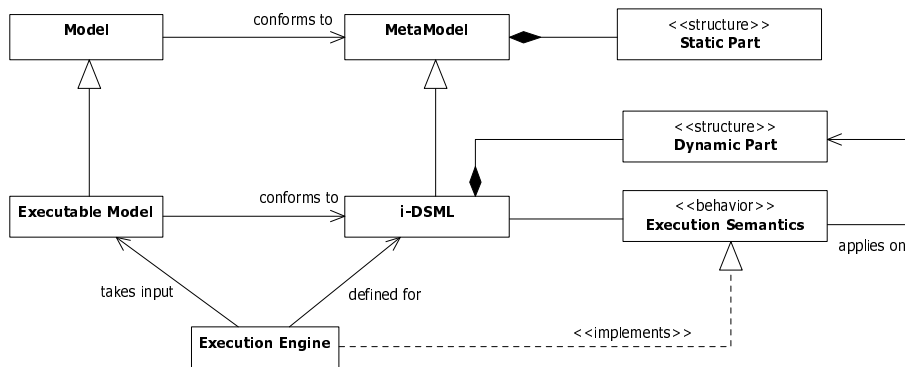 conforms to
Model
MetaModel
<<structure>>
Static Part
<<structure>>
Dynamic Part
conforms to
Executable Model
i-DSML
<<behavior>>
Execution Semantics
applies on
takes input
defined for
<<implements>>
Execution Engine